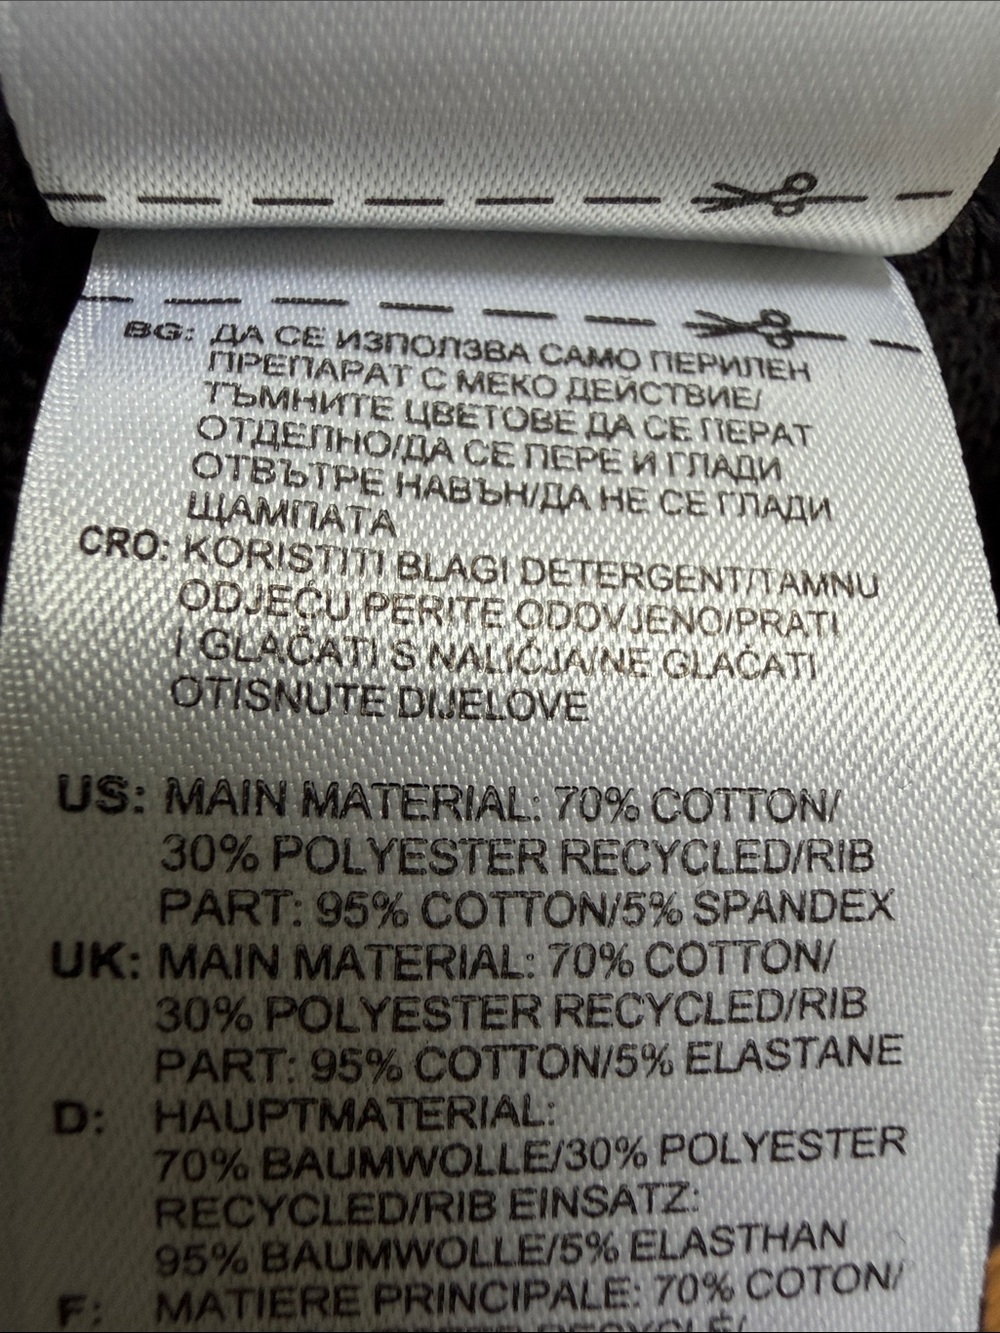 BG: ДА СЕ ИЗПОЛЗВА САМО ПЕРИЛЕН
ПРЕПАРАТ С МЕКО ДЕЙСТВИЕ/
ТЪМНИТЕ ЦВЕТОВЕ ДА СЕ ПЕРАТ
ОТДЕЛНО/ДА СЕ ПЕРЕ И ГЛАДИ
ОТВЪТРЕ НАВЪН/ДА НЕ СЕ ГЛАДИ
ЩАМПАТА
CRO: KORISTITI BLAGI DETERGENT/TAMNU
ODJEĆU PERITE ODOVJENO/PRATI
I GLAČATI S NALIČJA/NE GLAČATI
OTISNUTE DIJELOVE
US: MAIN MATERIAL: 70% COTTON/
30% POLYESTER RECYCLED/RIB
PART: 95% COTTON/5% SPANDEX
UK: MAIN MATERIAL: 70% COTTON/
30% POLYESTER RECYCLED/RIB
PART: 95% COTTON/5% ELASTANE
D: HAUPTMATERIAL:
70% BAUMWOLLE/30% POLYESTER
RECYCLED/RIB EINSATZ:
95% BAUMWOLLE/5% ELASTHAN
F: MATIERE PRINCIPALE: 70% COTON/